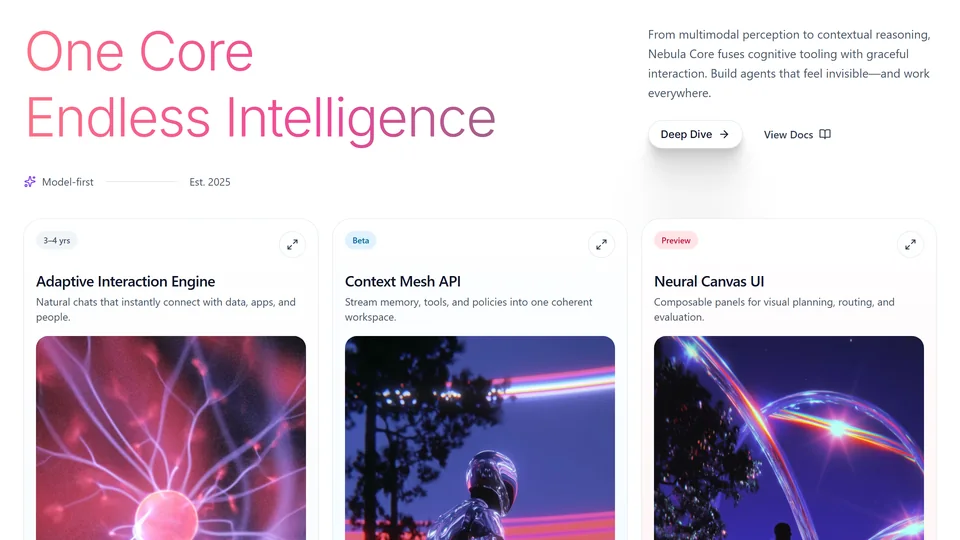 One Core
Endless Intelligence
From multimodal perception to contextual reasoning,
Nebula Core fuses cognitive tooling with graceful
interaction. Build agents that feel invisible—and work
everywhere.
Deep Dive
View Docs
Model-first
Est. 2025
3–4 yrs
Adaptive Interaction Engine
Natural chats that instantly connect with data, apps, and
people.
Beta
Context Mesh API
Stream memory, tools, and policies into one coherent
workspace.
Preview
Neural Canvas UI
Composable panels for visual planning, routing, and
evaluation.